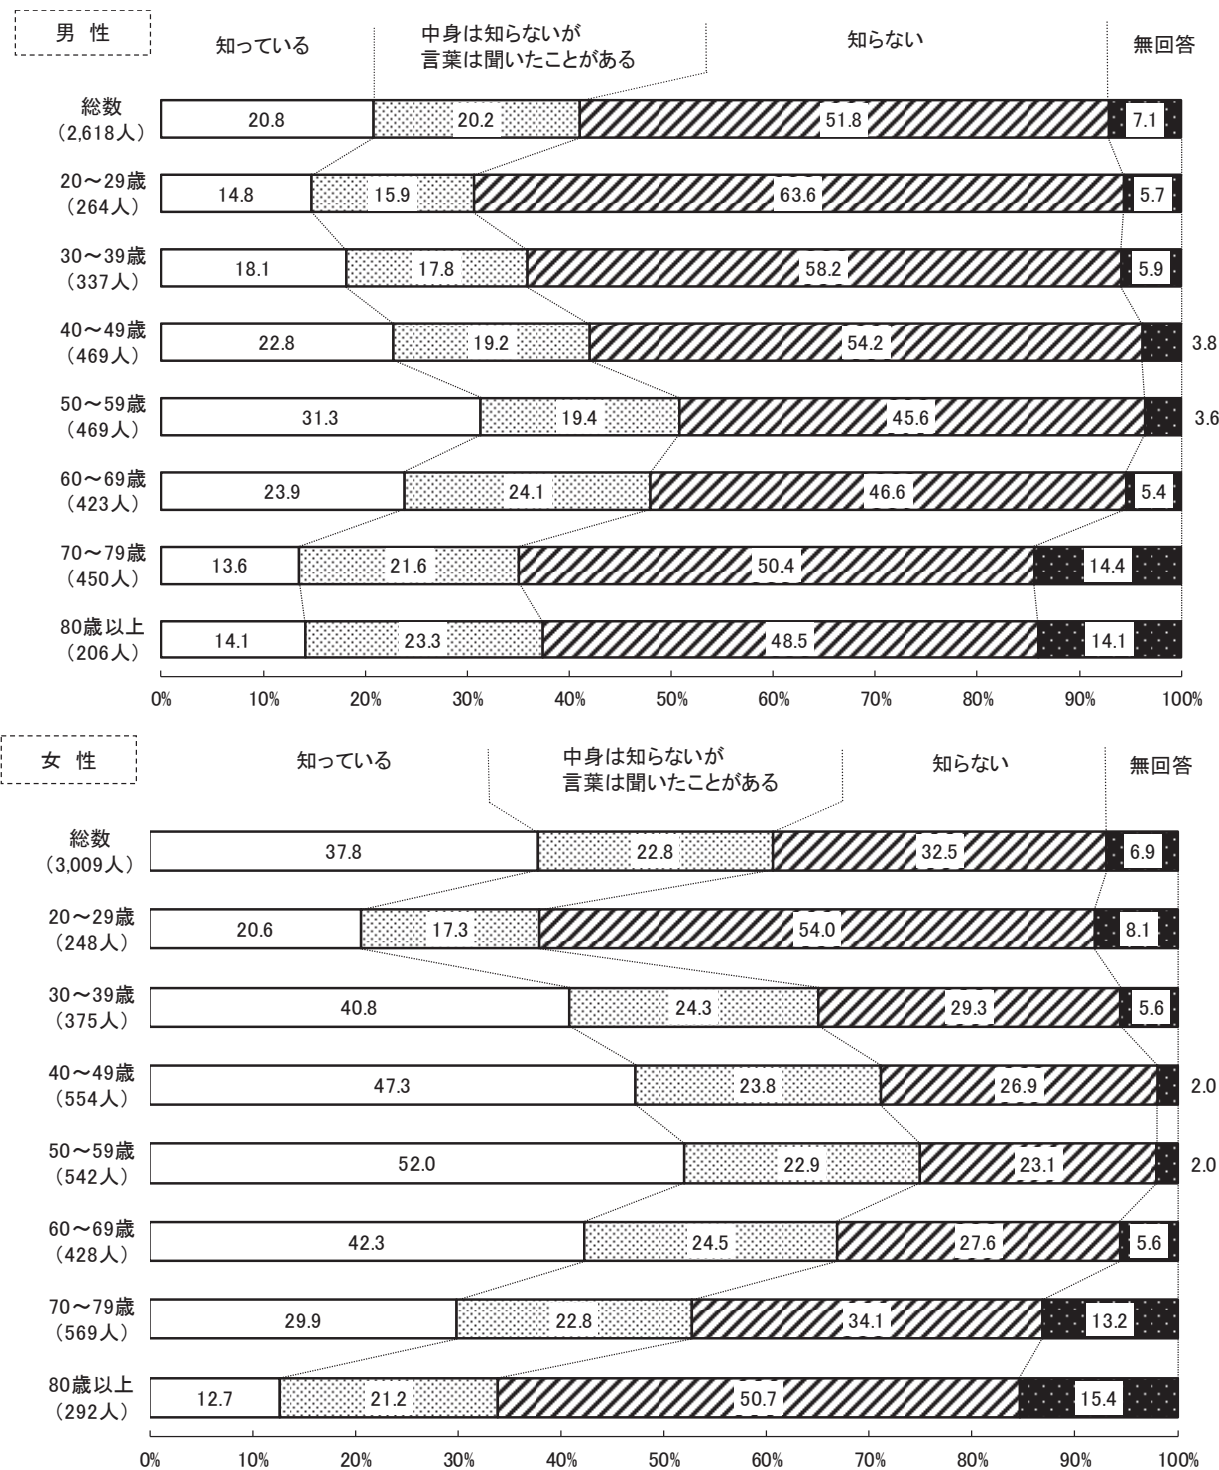 男 性
知っている
中身は知らないが
言葉は聞いたことがある
知らない
無回答
総数
（2,618人）
20.8 20.2 51.8 7.1
20～29歳
（264人）
14.8 15.9 63.6 5.7
30～39歳
（337人）
18.1 17.8 58.2 5.9
40～49歳
（469人）
22.8 19.2 54.2 3.8
50～59歳
（469人）
31.3 19.4 45.6 3.6
60～69歳
（423人）
23.9 24.1 46.6 5.4
70～79歳
（450人）
13.6 21.6 50.4 14.4
80歳以上
（206人）
14.1 23.3 48.5 14.1
0% 10% 20% 30% 40% 50% 60% 70% 80% 90% 100%
女 性
知っている
中身は知らないが
言葉は聞いたことがある
知らない
無回答
総数
（3,009人）
37.8 22.8 32.5 6.9
20～29歳
（248人）
20.6 17.3 54.0 8.1
30～39歳
（375人）
40.8 24.3 29.3 5.6
40～49歳
（554人）
47.3 23.8 26.9 2.0
50～59歳
（542人）
52.0 22.9 23.1 2.0
60～69歳
（428人）
42.3 24.5 27.6 5.6
70～79歳
（569人）
29.9 22.8 34.1 13.2
80歳以上
（292人）
12.7 21.2 50.7 15.4
0% 10% 20% 30% 40% 50% 60% 70% 80% 90% 100%